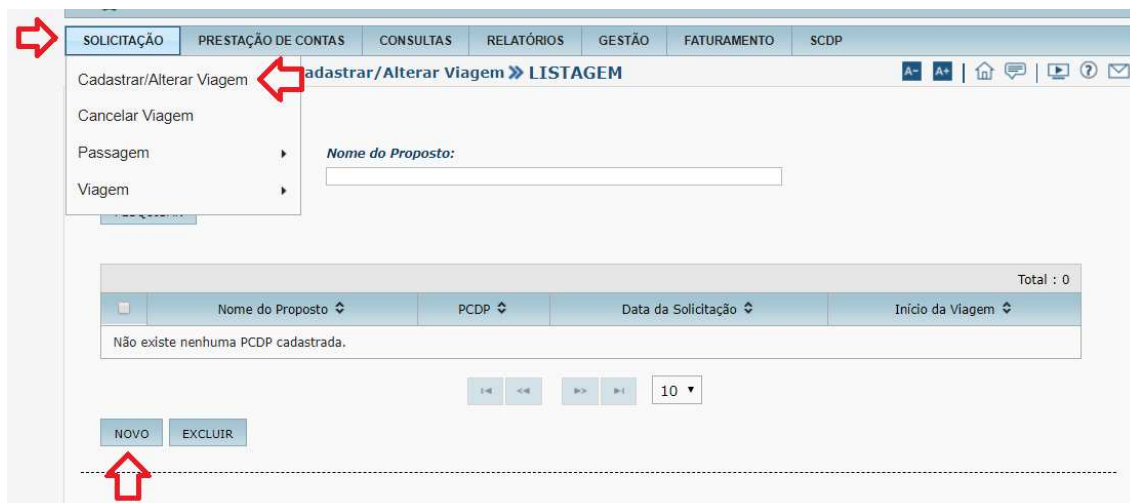 SOLICITAÇÃO PRESTAÇÃO DE CONTAS CONSULTAS RELATÓRIOS GESTÃO FATURAMENTO SCDP
Cadastrar/Alterar Viagem
adastrar/Alterar Viagem » LISTAGEM
A- A+
Cancelar Viagem
Passagem
Viagem
Nome do Proposto:
Total : 0
Nome do Proposto PCDP Data da Solicitação Início da Viagem
Não existe nenhuma PCDP cadastrada.
10
NOVO EXCLUIR